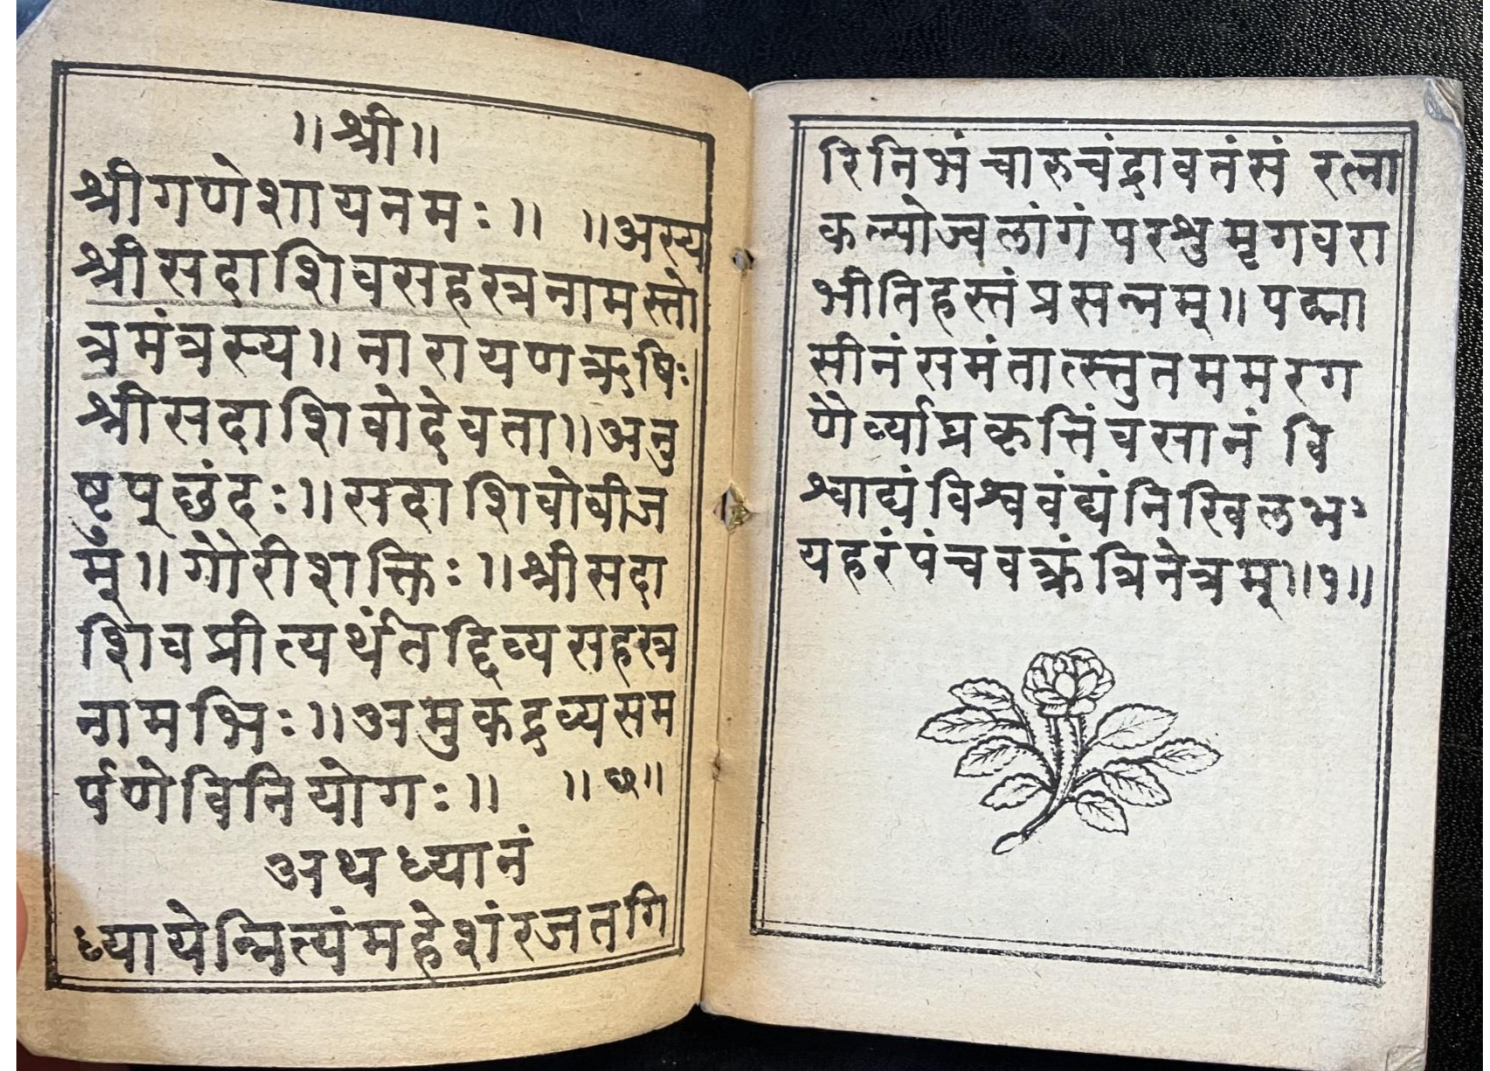 ॥श्री॥
श्रीगणेशायनमः॥ ॥अस्य
श्रीसदाशिवसहस्त्रनामस्तो
त्रमंत्रस्य॥नारायणऋषिः
श्रीसदाशिवोदेवता॥अनु
ष्टपूछंदः॥सदाशिवोबीज
मूं॥गोरीशक्तिः॥श्रीसदा
शिवप्रीत्यर्थंतद्दिव्यसहस्त्र
नामभिः॥अमुकद्रव्यसम
र्पणेविनियोगः॥ ॥ ॥
अथध्यानं
ध्यायेन्नित्यंमहेशंरजतगि
रिनिभंचारुचंद्रावतंसं रत्ना
कल्पोज्वलांगं परशुमृगवरा
भीतिहस्तंप्रसन्नम्॥पद्मा
सीनंसमंतात्स्तुतममरग
णैर्व्याघ्रकृत्तिंवसानं वि
श्वाद्यंविश्ववंद्यंनिखिलभ
यहरंपंचवक्त्रंत्रिनेत्रम्॥१॥